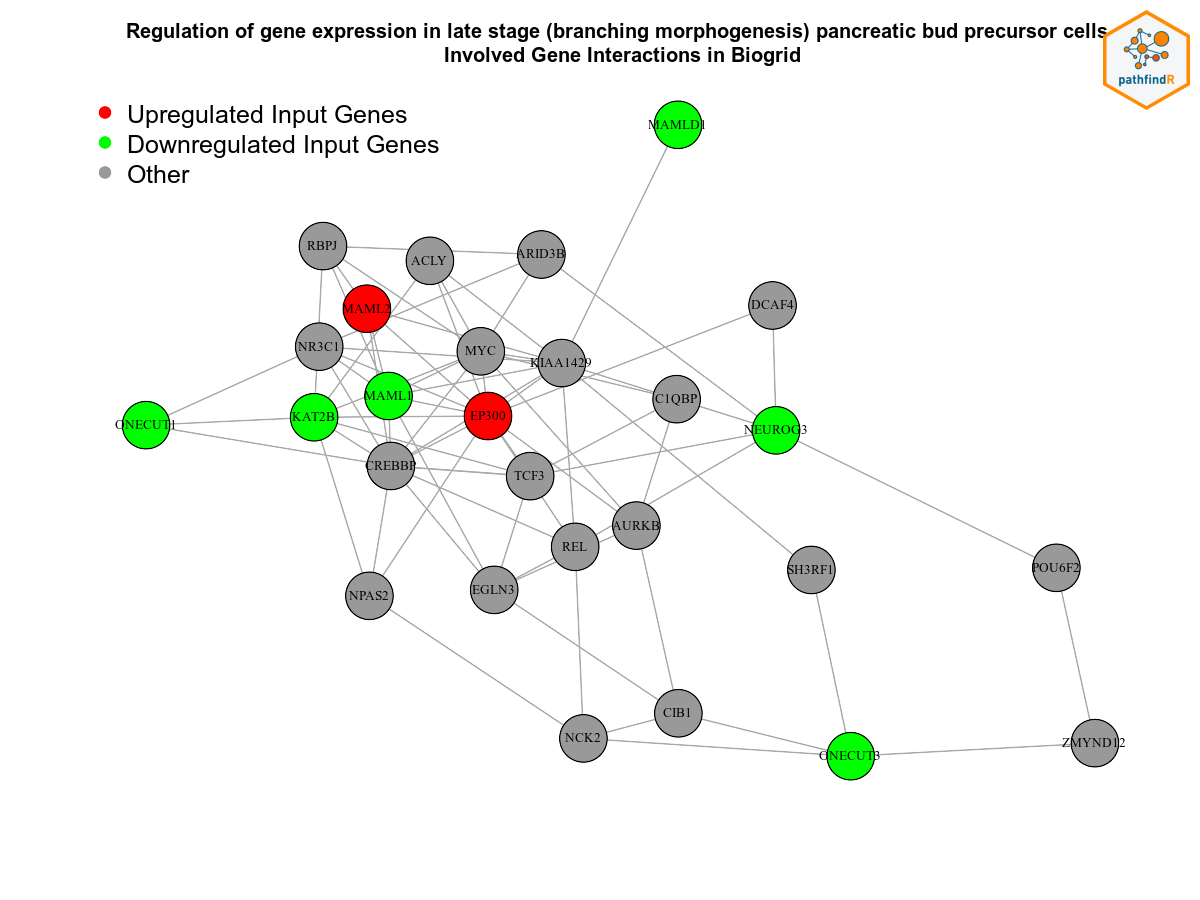 Regulation of gene expression in late stage (branching morphogenesis) pancreatic bud precursor cells
Involved Gene Interactions in Biogrid
pathfindR
Upregulated Input Genes
Downregulated Input Genes
Other
MAMLD1
RBPJ
ACLY
ARID3B
MAML2
DCAF4
NR3C1
MYC
KIAA1429
MAML1
C1QBP
ONECUT1
KAT2B
EP300
NEUROG3
CREBBP
TCF3
AURKB
REL
SH3RF1
POU6F2
NPAS2
EGLN3
CIB1
NCK2
ONECUT3
ZMYND12